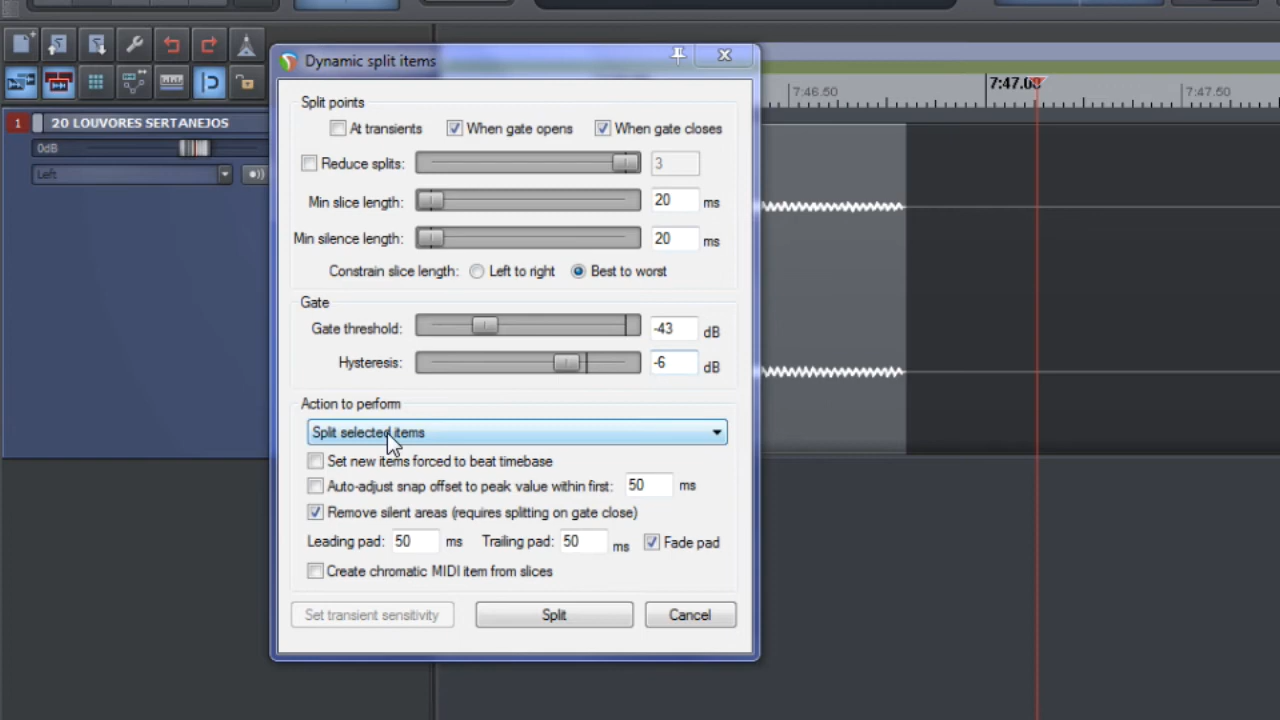 Dynamic split items
7:46.50
7:47.03
7:47.50
1 20 LOUVORES SERTANEJOS
0dB
Left
Split points
At transients When gate opens When gate closes
Reduce splits: 3
Min slice length: 20 ms
Min silence length: 20 ms
Constrain slice length: Left to right Best to worst
Gate
Gate threshold: -43 dB
Hysteresis: -6 dB
Action to perform
Split selected items
Set new items forced to beat timebase
Auto-adjust snap offset to peak value within first: 50 ms
Remove silent areas (requires splitting on gate close)
Leading pad: 50 ms Trailing pad: 50 ms Fade pad
Create chromatic MIDI item from slices
Set transient sensitivity Split Cancel